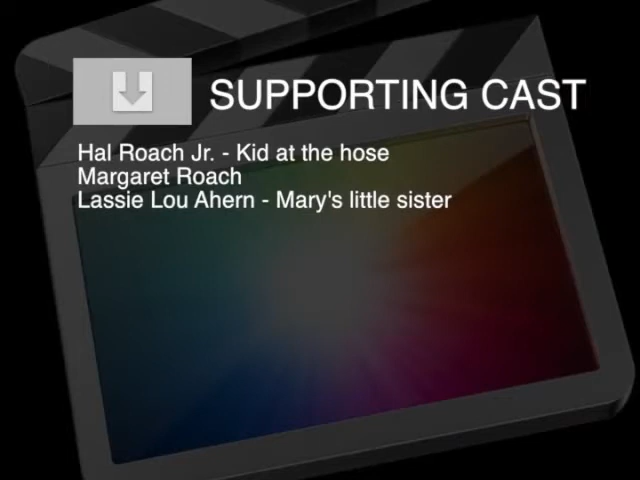 SUPPORTING CAST
Hal Roach Jr. - Kid at the hose
Margaret Roach
Lassie Lou Ahern - Mary's little sister